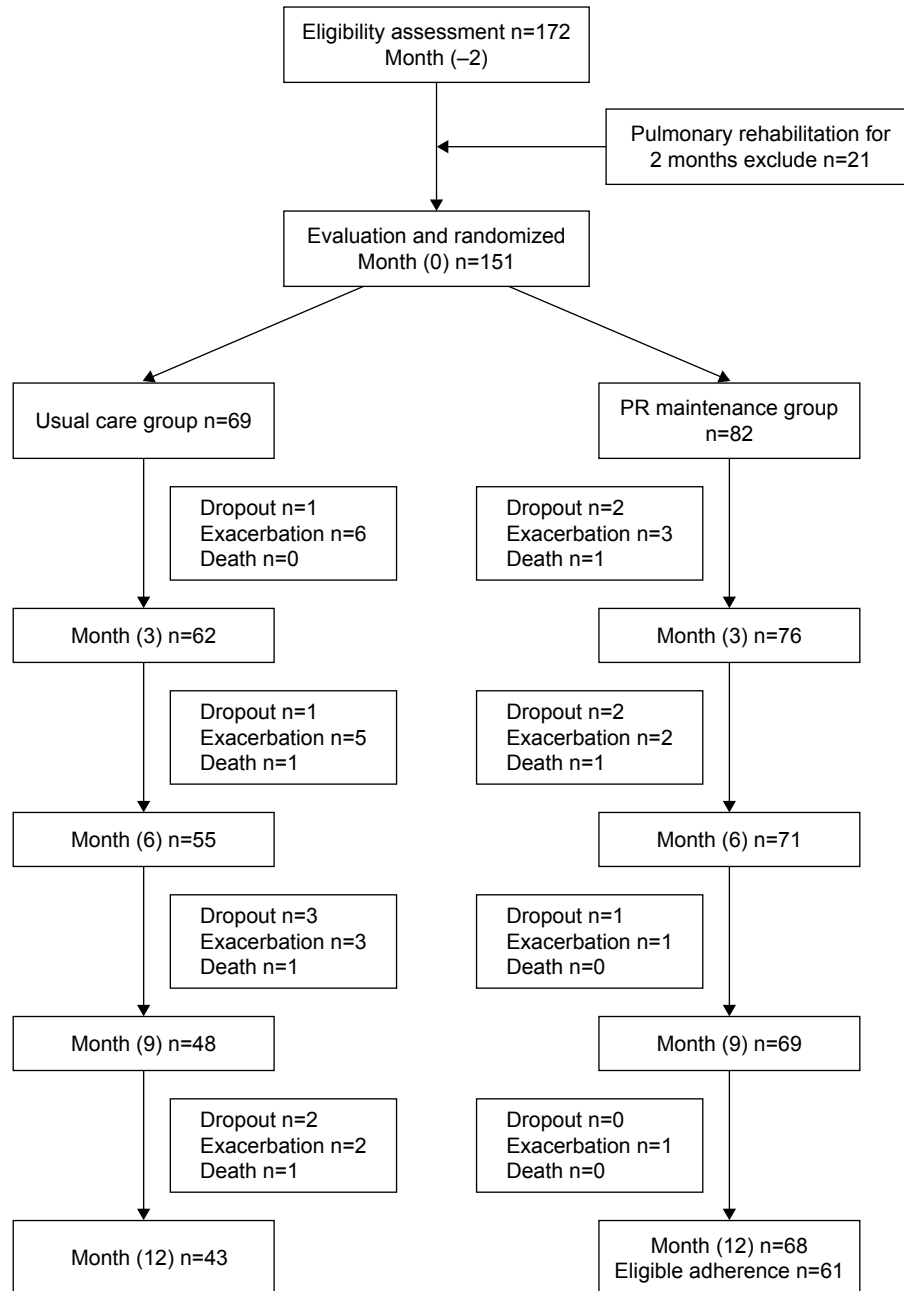 Eligibility assessment n=172
Month (–2)
Pulmonary rehabilitation for
2 months exclude n=21
Evaluation and randomized
Month (0) n=151
Usual care group n=69
PR maintenance group
n=82
Dropout n=1
Exacerbation n=6
Death n=0
Dropout n=2
Exacerbation n=3
Death n=1
Month (3) n=62
Month (3) n=76
Dropout n=1
Exacerbation n=5
Death n=1
Dropout n=2
Exacerbation n=2
Death n=1
Month (6) n=55
Month (6) n=71
Dropout n=3
Exacerbation n=3
Death n=1
Dropout n=1
Exacerbation n=1
Death n=0
Month (9) n=48
Month (9) n=69
Dropout n=2
Exacerbation n=2
Death n=1
Dropout n=0
Exacerbation n=1
Death n=0
Month (12) n=43
Month (12) n=68
Eligible adherence n=61